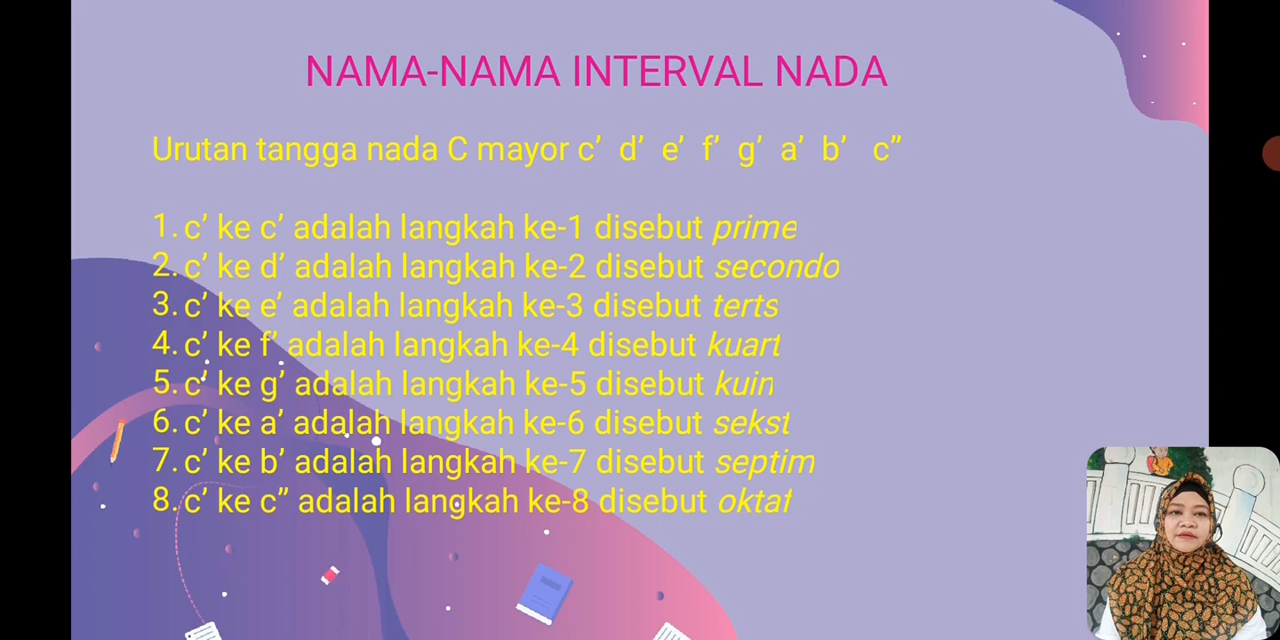 NAMA-NAMA INTERVAL NADA
Urutan tangga nada C mayor c’ d’ e’ f’ g’ a’ b’ c”
1. c’ ke c’ adalah langkah ke-1 disebut prime
2. c’ ke d’ adalah langkah ke-2 disebut secondo
3. c’ ke e’ adalah langkah ke-3 disebut terts
4. c’ ke f’ adalah langkah ke-4 disebut kuart
5. c’ ke g’ adalah langkah ke-5 disebut kuin
6. c’ ke a’ adalah langkah ke-6 disebut sekst
7. c’ ke b’ adalah langkah ke-7 disebut septim
8. c’ ke c” adalah langkah ke-8 disebut oktaf